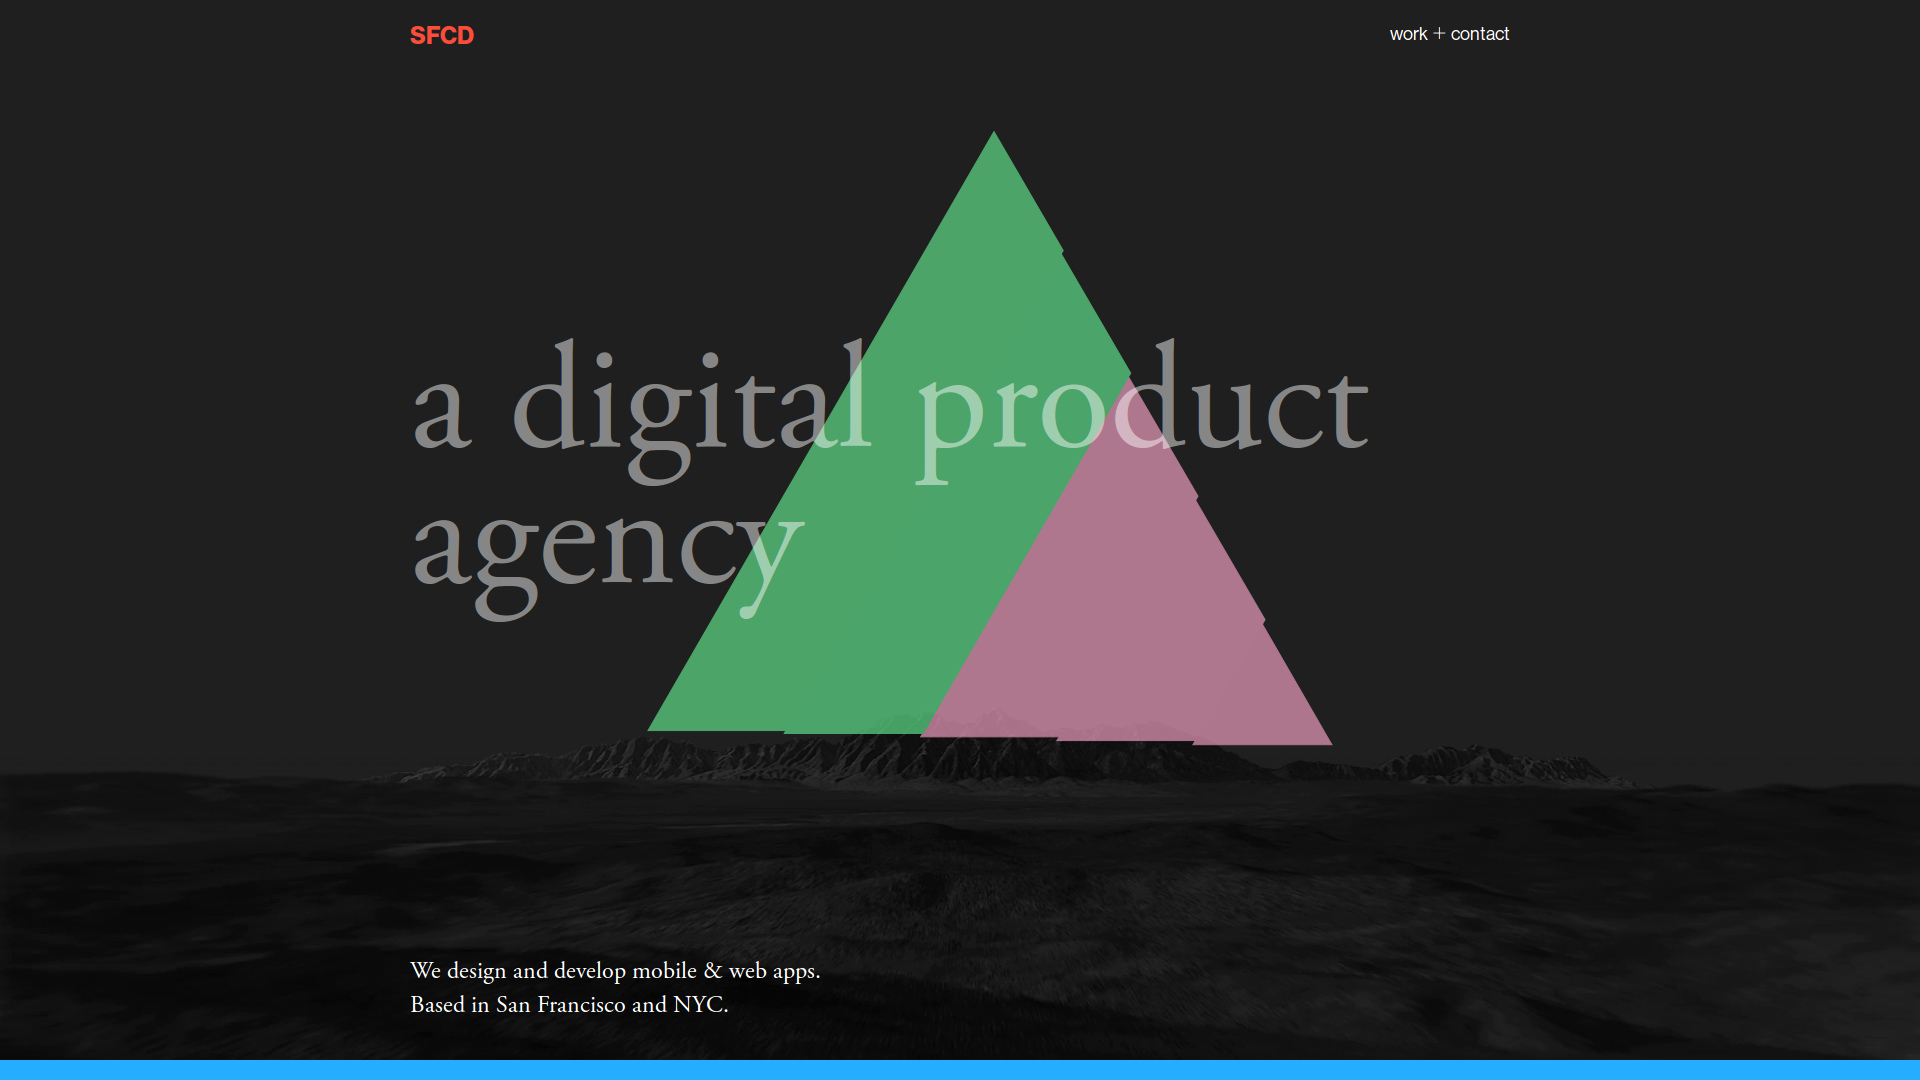 SFCD
work + contact
a digital product
agency
We design and develop mobile & web apps.
Based in San Francisco and NYC.